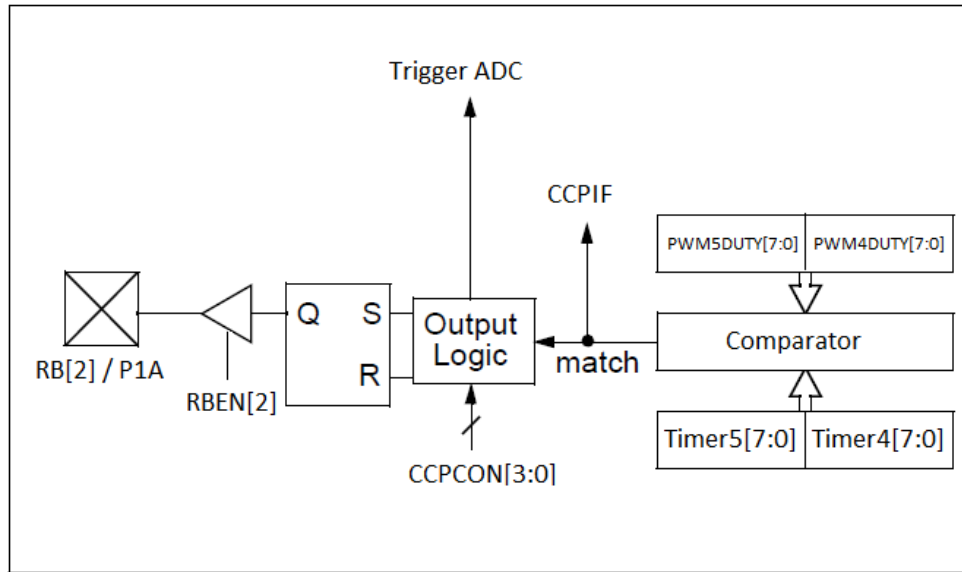 Trigger ADC
CCPIF
PWM5DUTY[7:0] PWM4DUTY[7:0]
Q S
Output
Logic
Comparator
match
RB[2] / P1A
R
RBEN[2]
Timer5[7:0] Timer4[7:0]
CCPCON[3:0]